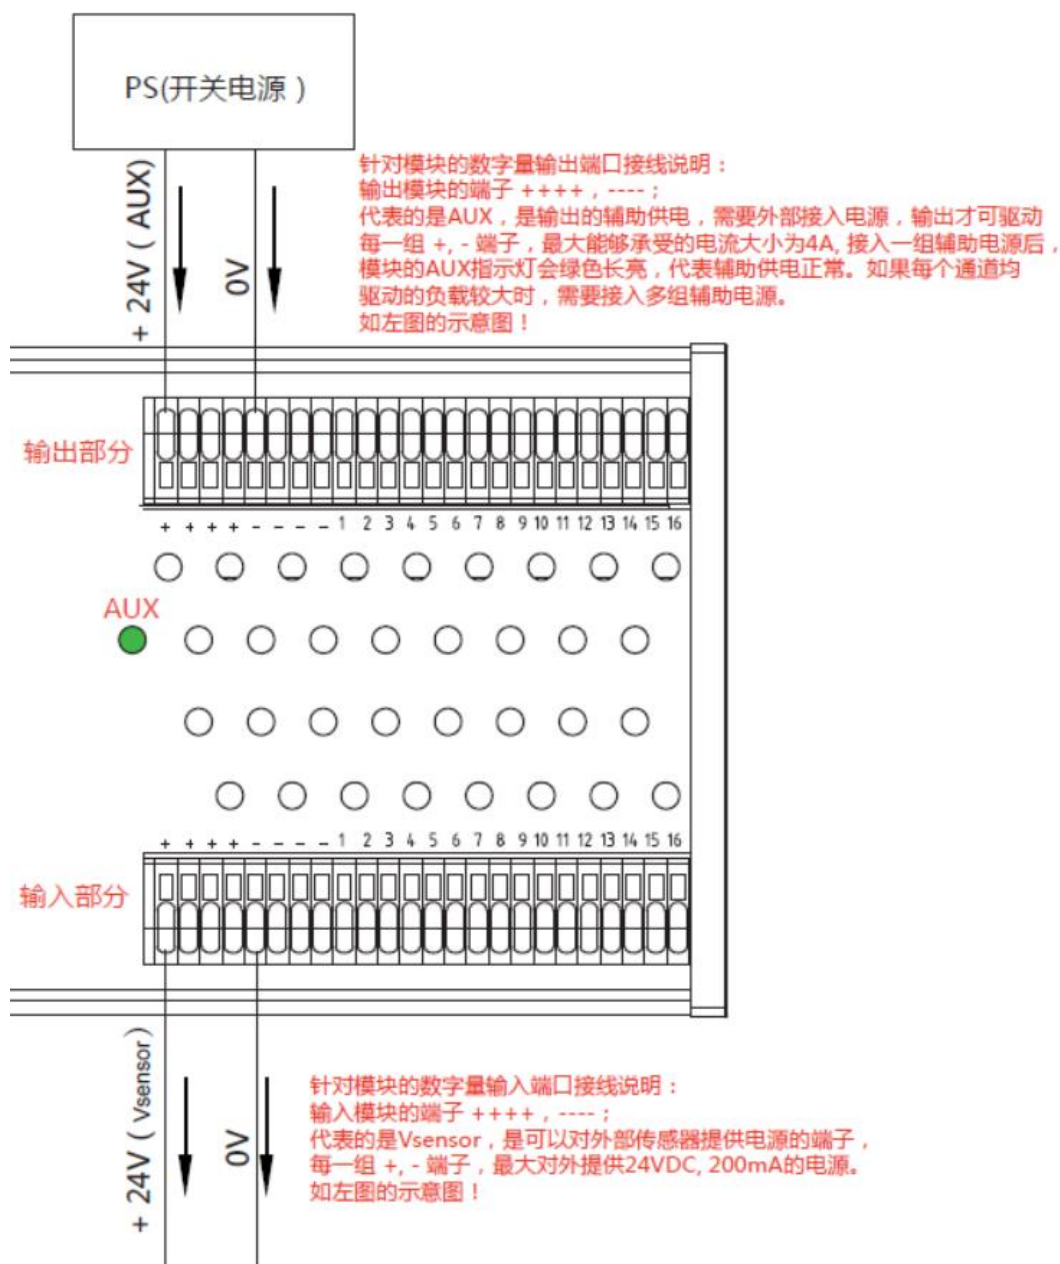 PS(开关电源 )
+ 24V ( AUX)
0V
针对模块的数字量输出端口接线说明：
输出模块的端子 ++++，----；
代表的是AUX，是输出的辅助供电，需要外部接入电源，输出才可驱动
每一组 +, - 端子，最大能够承受的电流大小为4A, 接入一组辅助电源后，
模块的AUX指示灯会绿色长亮，代表辅助供电正常。如果每个通道均
驱动的负载较大时，需要接入多组辅助电源。
如左图的示意图！
输出部分
+ + + + - - - - 1 2 3 4 5 6 7 8 9 10 11 12 13 14 15 16
AUX
+ + + + - - - - 1 2 3 4 5 6 7 8 9 10 11 12 13 14 15 16
输入部分
+ 24V ( Vsensor)
0V
针对模块的数字量输入端口接线说明：
输入模块的端子 ++++，----；
代表的是Vsensor，是可以对外部传感器提供电源的端子，
每一组 +, - 端子，最大对外提供24VDC, 200mA的电源。
如左图的示意图！